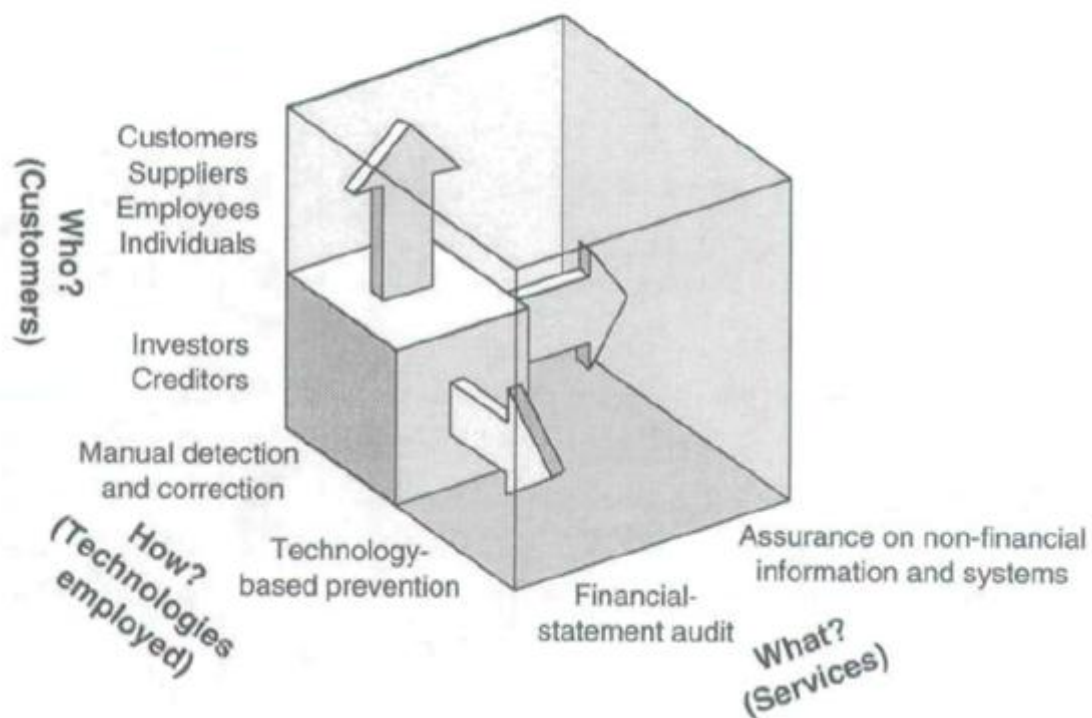 Customers
Suppliers
Employees
Individuals
Who?
(Customers)
Investors
Creditors
Manual detection
and correction
How?
(Technologies
employed)
Technology-
based prevention
Financial-
statement audit
Assurance on non-financial
information and systems
What?
(Services)